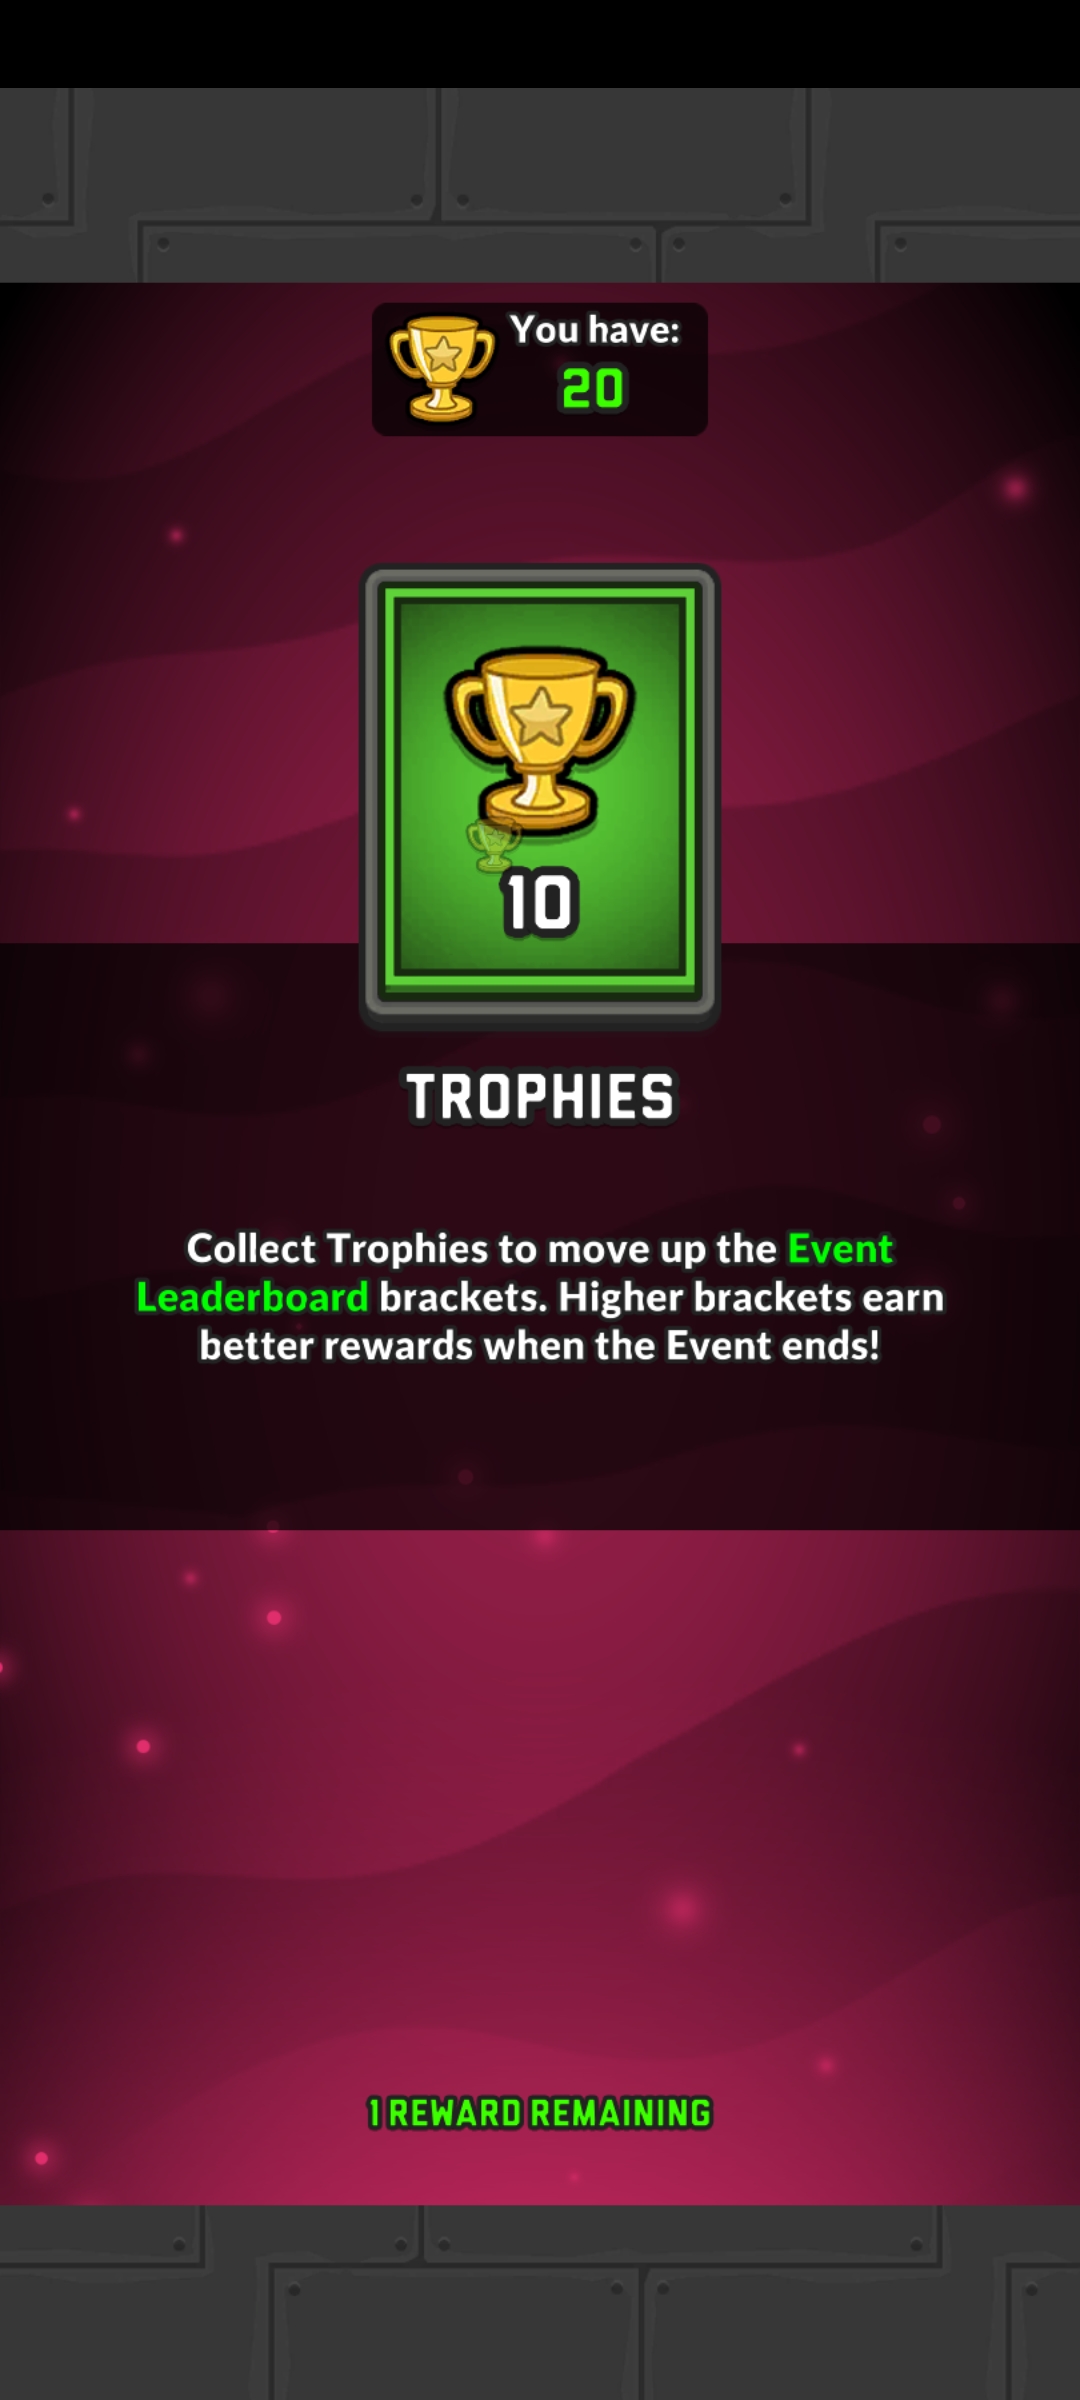 You have:
20
10
TROPHIES
Collect Trophies to move up the Event
Leaderboard brackets. Higher brackets earn
better rewards when the Event ends!
1 REWARD REMAINING